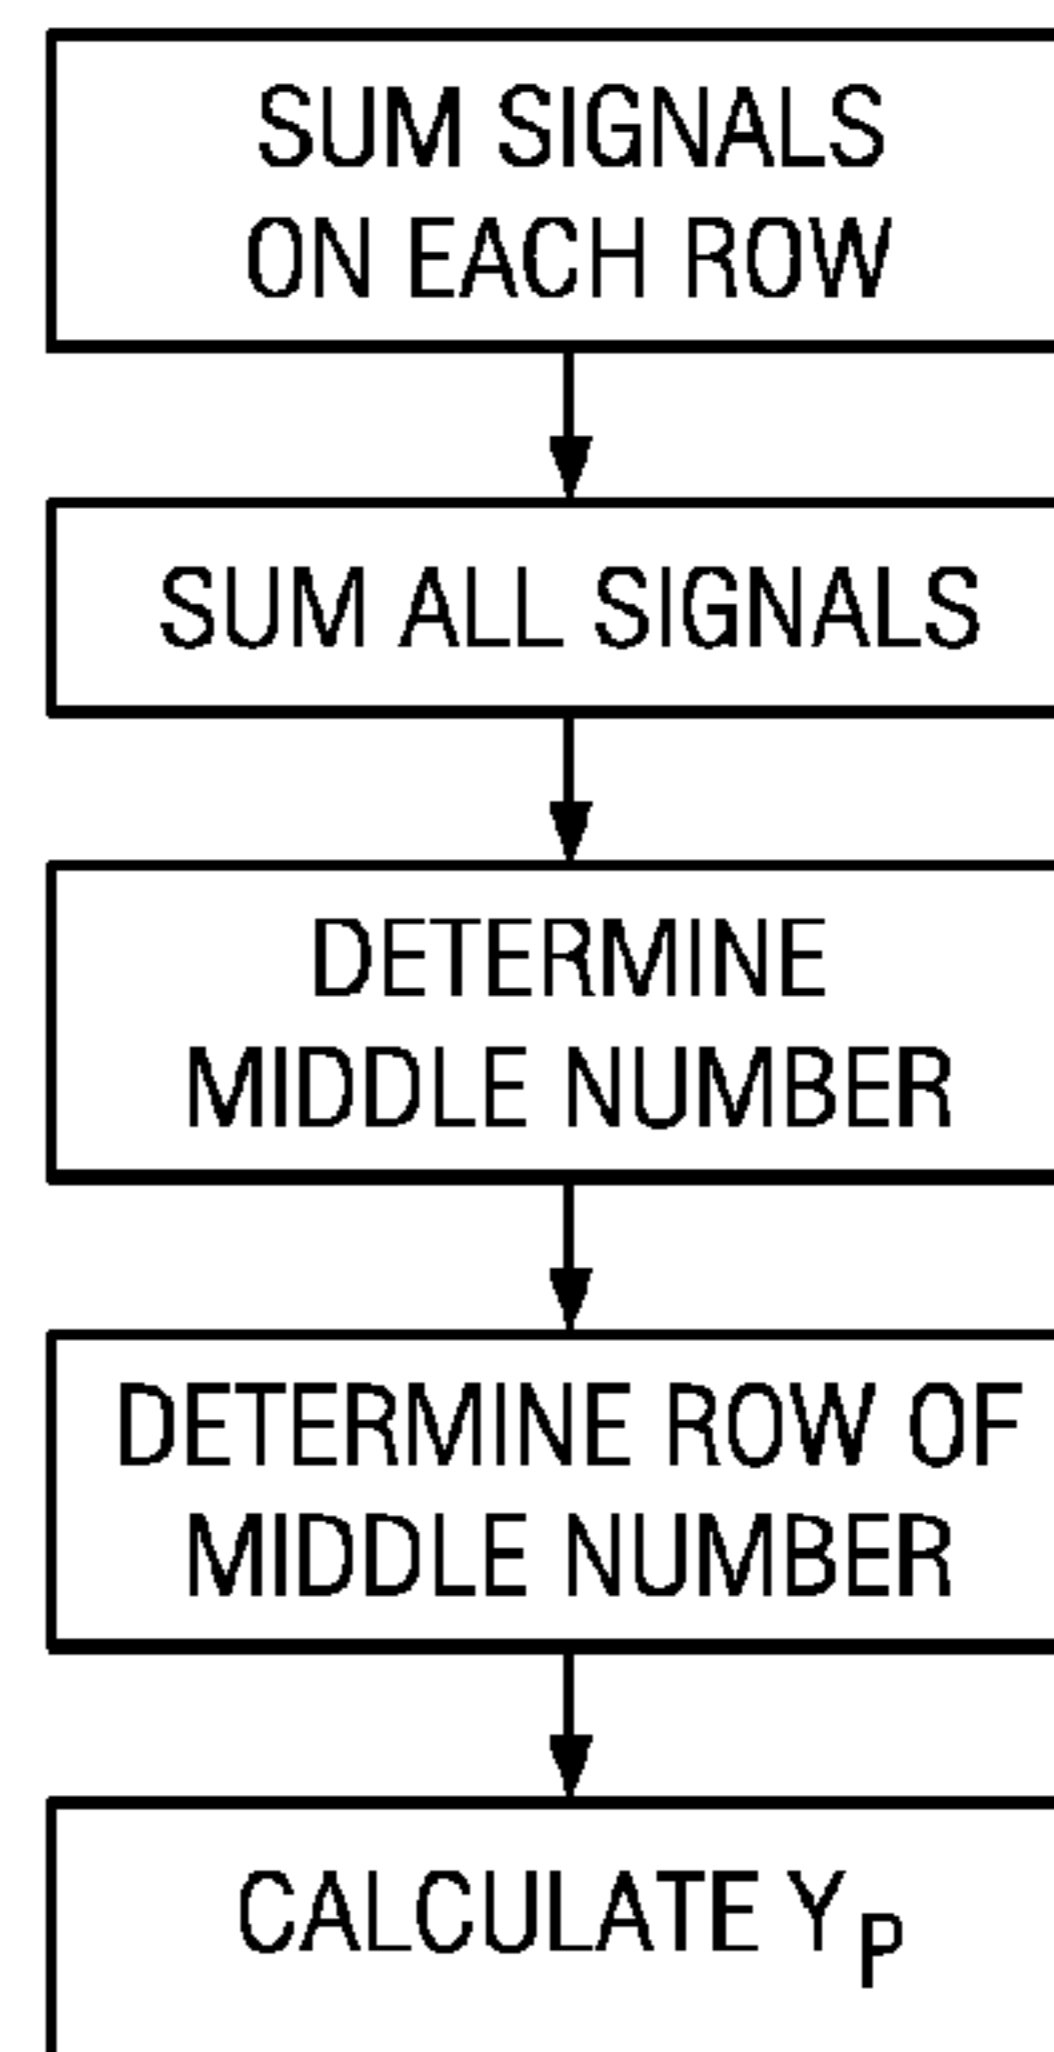 SUM SIGNALS
ON EACH ROW
SUM ALL SIGNALS
DETERMINE
MIDDLE NUMBER
DETERMINE ROW OF
MIDDLE NUMBER
CALCULATE YP